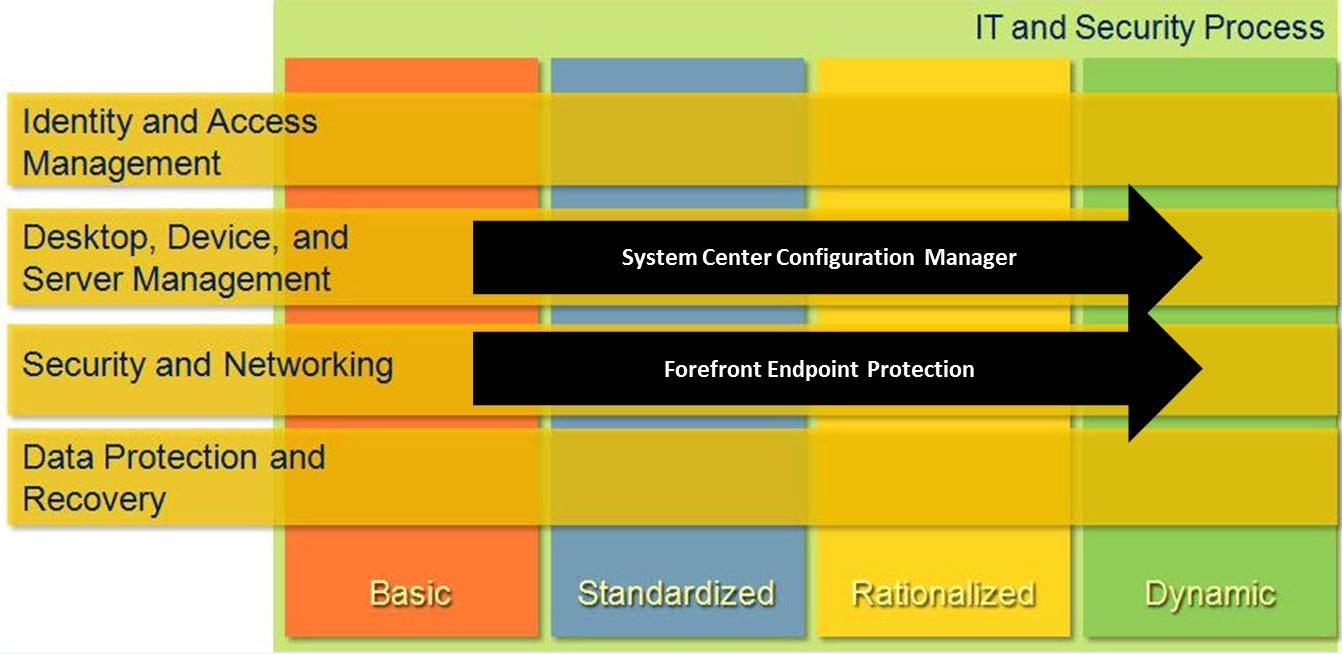 IT and Security Process
Identity and Access
Management
Desktop, Device, and
Server Management
System Center Configuration Manager
Security and Networking
Forefront Endpoint Protection
Data Protection and
Recovery
Basic
Standardized
Rationalized
Dynamic